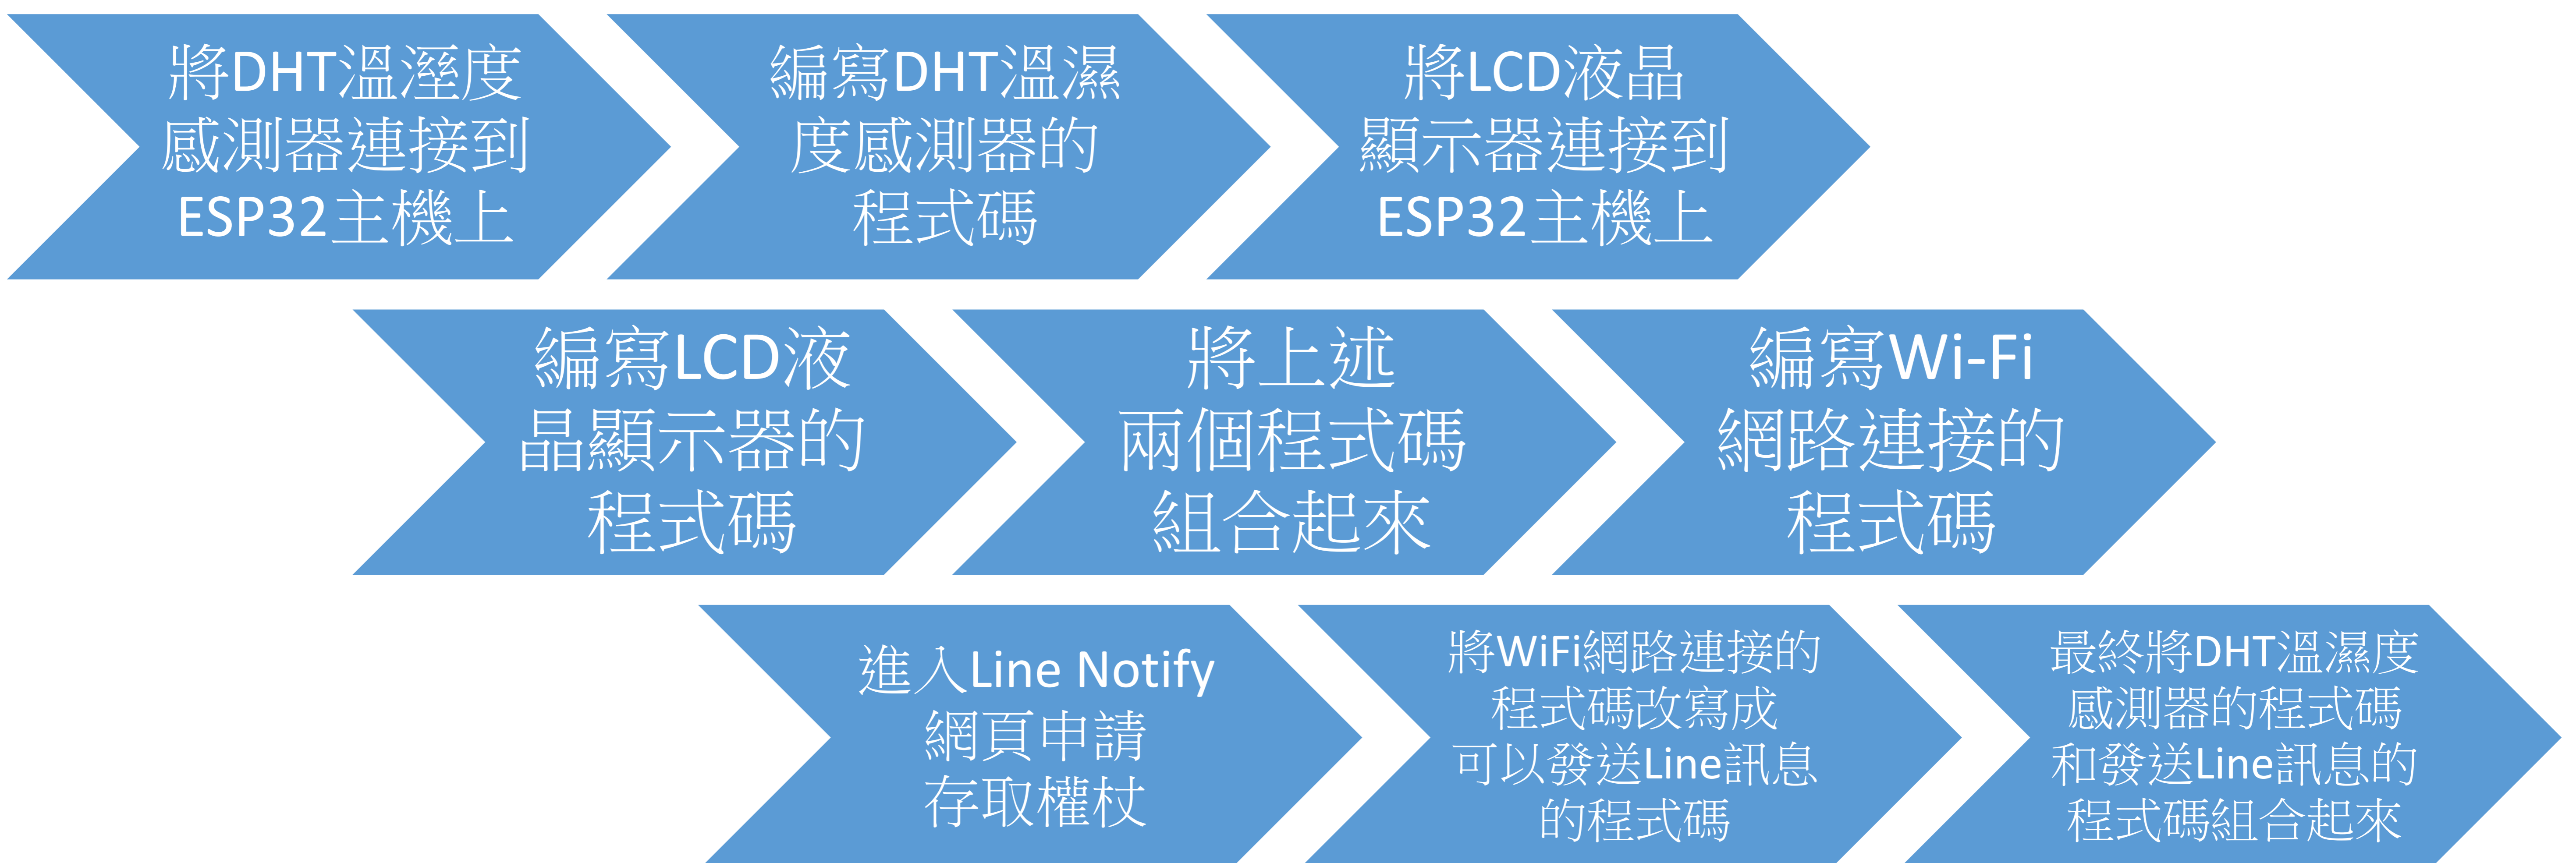 將DHT溫溼度
感測器連接到
ESP32主機上
編寫DHT溫濕
度感測器的
程式碼
將LCD液晶
顯示器連接到
ESP32主機上
編寫LCD液
晶顯示器的
程式碼
將上述
兩個程式碼
組合起來
編寫Wi-Fi
網路連接的
程式碼
進入Line Notify
網頁申請
存取權杖
將WiFi網路連接的
程式碼改寫成
可以發送Line訊息
的程式碼
最終將DHT溫濕度
感測器的程式碼
和發送Line訊息的
程式碼組合起來